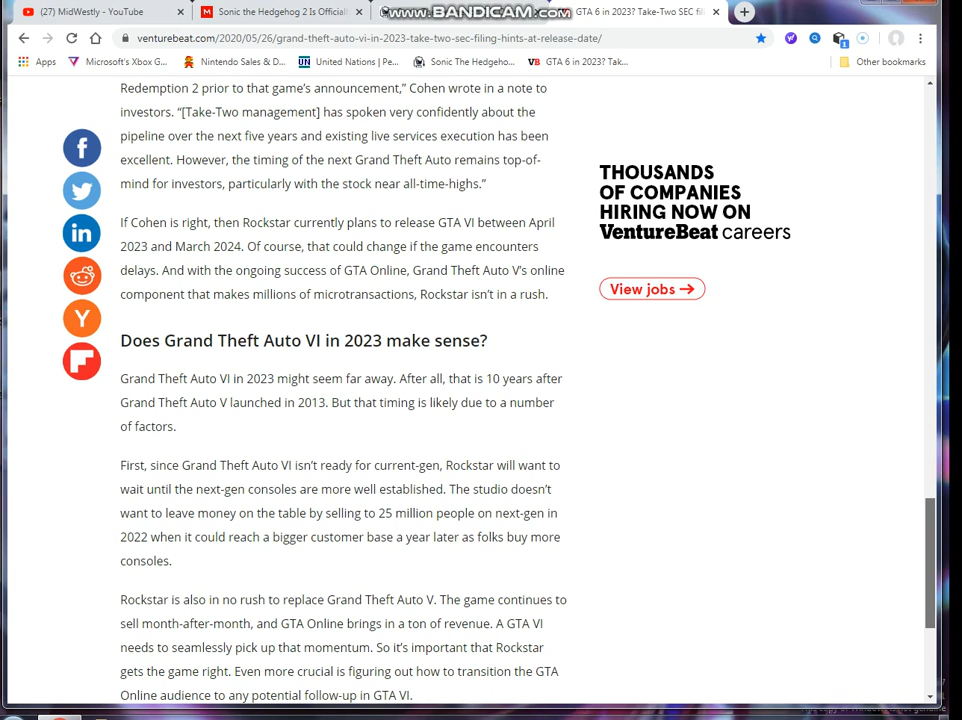 (27) MidWestly - YouTube
Sonic the Hedgehog 2 Is Officiall
www.BANDICAM.com
GTA 6 in 2023? Take-Two SEC fil
venturebeat.com/2020/05/26/grand-theft-auto-vi-in-2023-take-two-sec-filing-hints-at-release-date/
Apps
Microsoft's Xbox G...
Nintendo Sales & D...
United Nations | Pe...
Sonic The Hedgeho...
GTA 6 in 2023? Tak...
Other bookmarks
Redemption 2 prior to that game's announcement,” Cohen wrote in a note to
investors. “[Take-Two management] has spoken very confidently about the
pipeline over the next five years and existing live services execution has been
excellent. However, the timing of the next Grand Theft Auto remains top-of-
mind for investors, particularly with the stock near all-time-highs.”
If Cohen is right, then Rockstar currently plans to release GTA VI between April
2023 and March 2024. Of course, that could change if the game encounters
delays. And with the ongoing success of GTA Online, Grand Theft Auto V's online
component that makes millions of microtransactions, Rockstar isn't in a rush.
Does Grand Theft Auto VI in 2023 make sense?
Grand Theft Auto VI in 2023 might seem far away. After all, that is 10 years after
Grand Theft Auto V launched in 2013. But that timing is likely due to a number
of factors.
First, since Grand Theft Auto VI isn't ready for current-gen, Rockstar will want to
wait until the next-gen consoles are more well established. The studio doesn't
want to leave money on the table by selling to 25 million people on next-gen in
2022 when it could reach a bigger customer base a year later as folks buy more
consoles.
Rockstar is also in no rush to replace Grand Theft Auto V. The game continues to
sell month-after-month, and GTA Online brings in a ton of revenue. A GTA VI
needs to seamlessly pick up that momentum. So it's important that Rockstar
gets the game right. Even more crucial is figuring out how to transition the GTA
Online audience to any potential follow-up in GTA VI.
THOUSANDS
OF COMPANIES
HIRING NOW ON
VentureBeat careers
View jobs →